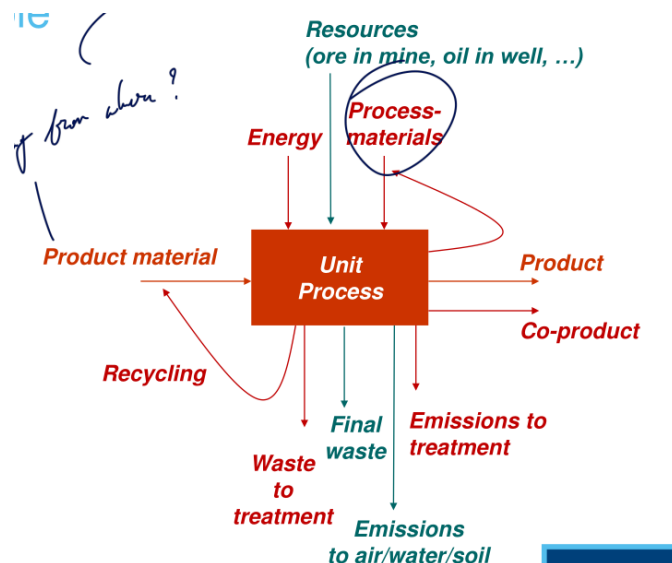 Resources
(ore in mine, oil in well, ...)
from where ?
Process-
materials
Energy
Product material
Unit
Process
Product
Co-product
Recycling
Final
waste
Emissions to
treatment
Waste
to
treatment
Emissions
to air/water/soil